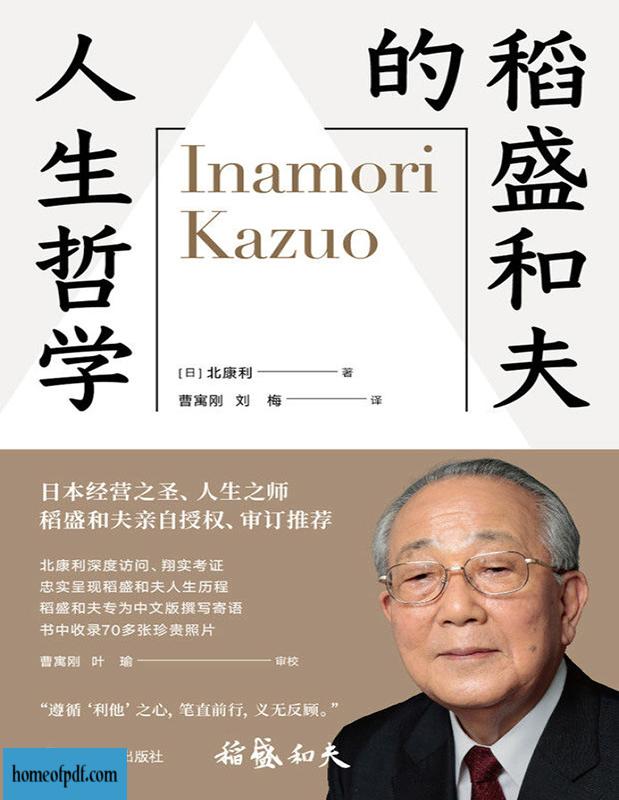 稻盛和夫
的
人生哲学
Inamori
Kazuo
[日]北康利 著
曹寓刚 刘 梅 译
日本经营之圣、人生之师
稻盛和夫亲自授权、审订推荐
北康利深度访问、翔实考证
忠实呈现稻盛和夫人生历程
稻盛和夫专为中文版撰写寄语
书中收录70多张珍贵照片
曹寓刚 叶 瑜 审校
“遵循‘利他’之心, 笔直前行, 义无反顾。”
出版社
稻盛和夫
homeofpdf.com